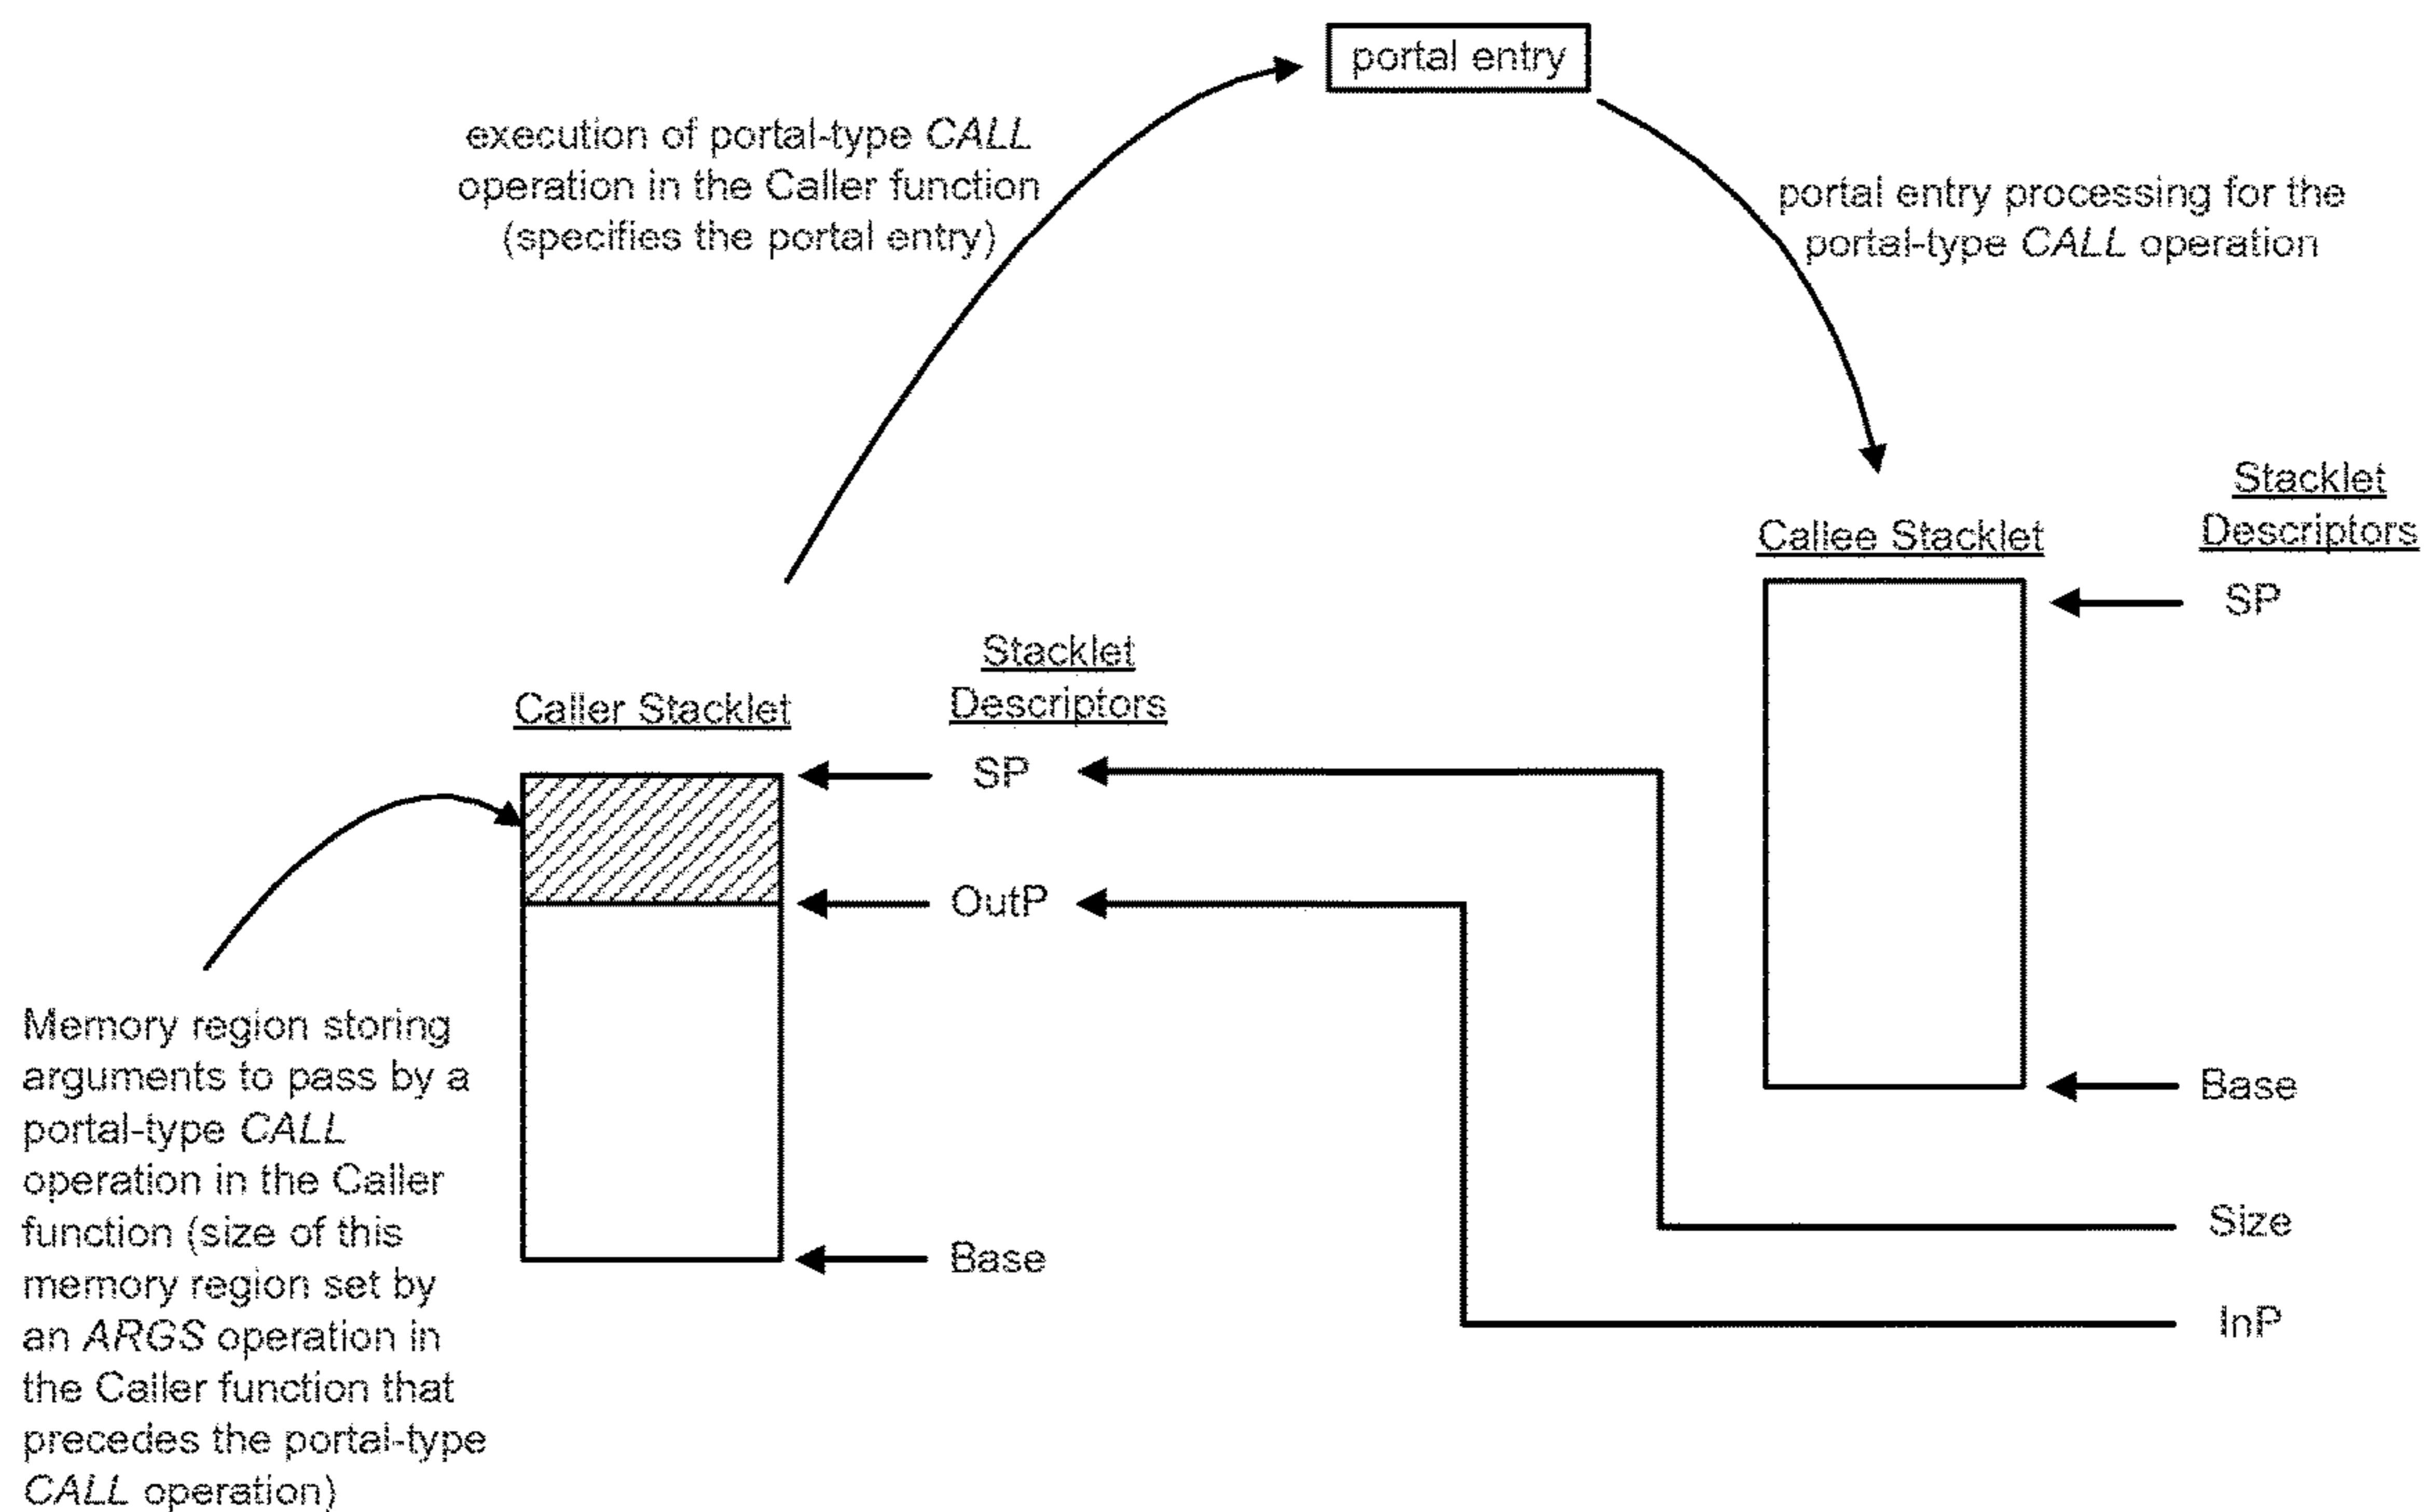 portal entry
execution of portal-type CALL
operation in the Caller function
(specifies the portal entry)
portal entry processing for the
portal-type CALL operation
Stacklet
Descriptors
Callee Stacklet
SP
Base
Size
InP
Stacklet
Descriptors
Caller Stacklet
SP
OutP
Base
Memory region storing
arguments to pass by a
portal-type CALL
operation in the Caller
function (size of this
memory region set by
an ARGS operation in
the Caller function that
precedes the portal-type
CALL operation)